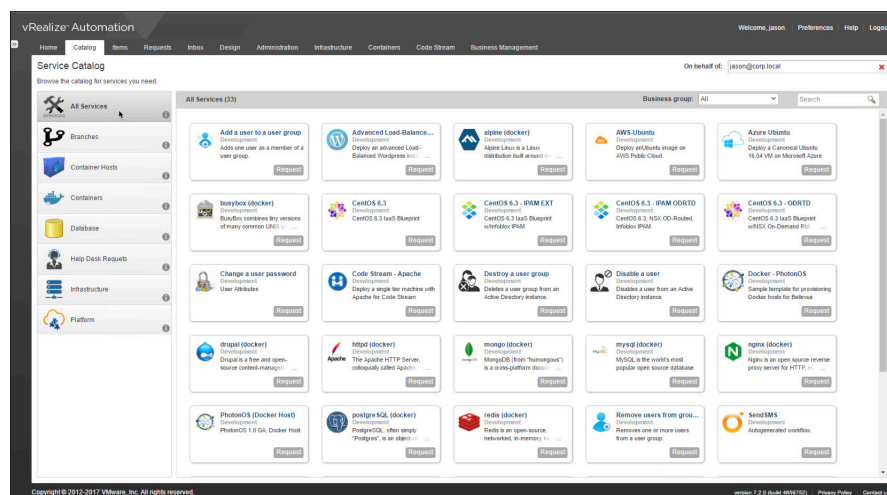 vRealize Automation
Welcome, jason. Preferences Help Logou
Home Catalog Items Requests Inbox Design Administration Infrastructure Containers Code Stream Business Management
Service Catalog
On behalf of: jason@corp.local
Browse the catalog for services you need.
All Services
Branches
Container Hosts
Containers
Database
Help Desk Requets
Infrastructure
Platform
All Services (33)
Business group: All
Search
Add a user to a user group
Development
Adds one user as a member of a
user group.
Request
Advanced Load-Balance...
Development
Deploy an advanced Load-
Balanced Wordpress
Request
alpine (docker)
Development
Alpine Linux is a Linux
distribution built around
Request
AWS-Ubuntu
Development
Deploy an Ubuntu image on
AWS Public Cloud.
Request
Azure Ubuntu
Development
Deploy a Canonical Ubuntu
16.04 VM on Microsoft Azure
Request
busybox (docker)
Development
BusyBox combines tiny versions
of many common UNIX
Request
CentOS 6.3
Development
CentOS 6.3 IaaS Blueprint
Request
CentOS 6.3 - IPAM EXT
Development
CentOS 6.3 IaaS Blueprint
w/Infoblox IPAM
Request
CentOS 6.3 - IPAM ODRTD
Development
CentOS 6.3, NSX OD-Routed,
Infoblox IPAM
Request
CentOS 6.3 - ODRTD
Development
CentOS 6.3 IaaS Blueprint
w/NSX On-Demand Rtd
Request
Change a user password
Development
User Attributes
Request
Code Stream - Apache
Development
Deploy a single tier machine with
Apache for Code Stream
Request
Destroy a user group
Development
Deletes a user group from an
Active Directory instance.
Request
Disable a user
Development
Disables a user from an Active
Directory instance.
Request
Docker - PhotonOS
Development
Sample template for provisioning
Docker hosts for Bellevue
Request
drupal (docker)
Development
Drupal is a free and open-
source content-managem
Request
httpd (docker)
Development
The Apache HTTP Server,
colloquially called Apache
Request
mongo (docker)
Development
MongoDB (from "humongous")
is a cross-platform
Request
mysql (docker)
Development
MySQL is the world's most
popular open source database
Request
nginx (docker)
Development
Nginx is an open source reverse
proxy server for HTTP,
Request
PhotonOS (Docker Host)
Development
PhotonOS 1.0 GA, Docker Host
Request
postgreSQL (docker)
Development
PostgreSQL, often simply
"Postgres", is an object-re
Request
redis (docker)
Development
Redis is an open-source,
networked, in-memory,
Request
Remove users from grou...
Development
Removes one or more users
from a user group.
Request
SendSMS
Development
Autogenerated workflow.
Request
Copyright © 2012-2017 VMware, Inc. All rights reserved.
version 7.2.0 (build 4659752) Privacy Policy Contact u